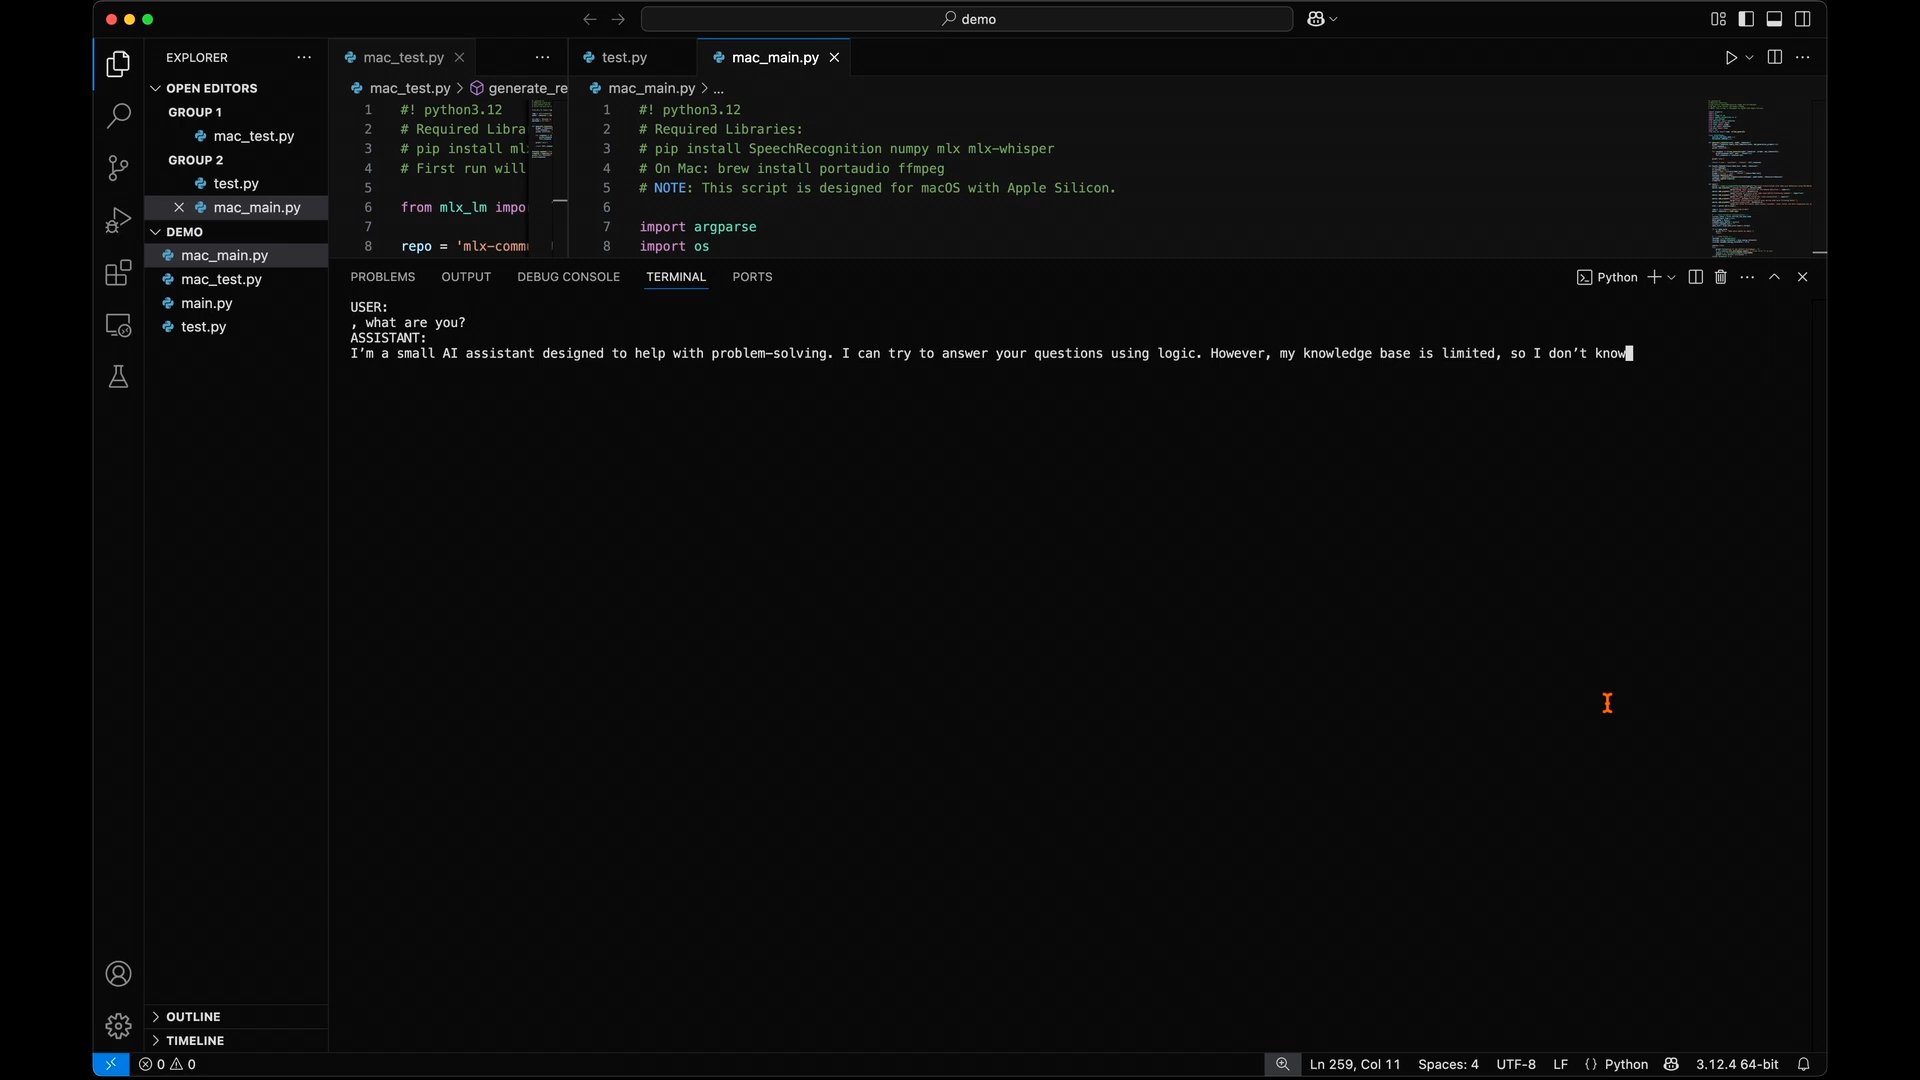 demo
EXPLORER
OPEN EDITORS
GROUP 1
mac_test.py
GROUP 2
test.py
mac_main.py
DEMO
mac_main.py
mac_test.py
main.py
test.py
OUTLINE
TIMELINE
mac_test.py
mac_test.py > generate_re
1 #! python3.12
2 # Required Libra
3 # pip install ml
4 # First run will
5
6 from mlx_lm impo
7
8 repo = 'mlx-comm
test.py mac_main.py
mac_main.py > ...
1 #! python3.12
2 # Required Libraries:
3 # pip install SpeechRecognition numpy mlx mlx-whisper
4 # On Mac: brew install portaudio ffmpeg
5 # NOTE: This script is designed for macOS with Apple Silicon.
6
7 import argparse
8 import os
PROBLEMS OUTPUT DEBUG CONSOLE TERMINAL PORTS
Python
USER:
, what are you?
ASSISTANT:
I’m a small AI assistant designed to help with problem-solving. I can try to answer your questions using logic. However, my knowledge base is limited, so I don’t know
0 0
Ln 259, Col 11 Spaces: 4 UTF-8 LF {} Python 3.12.4 64-bit